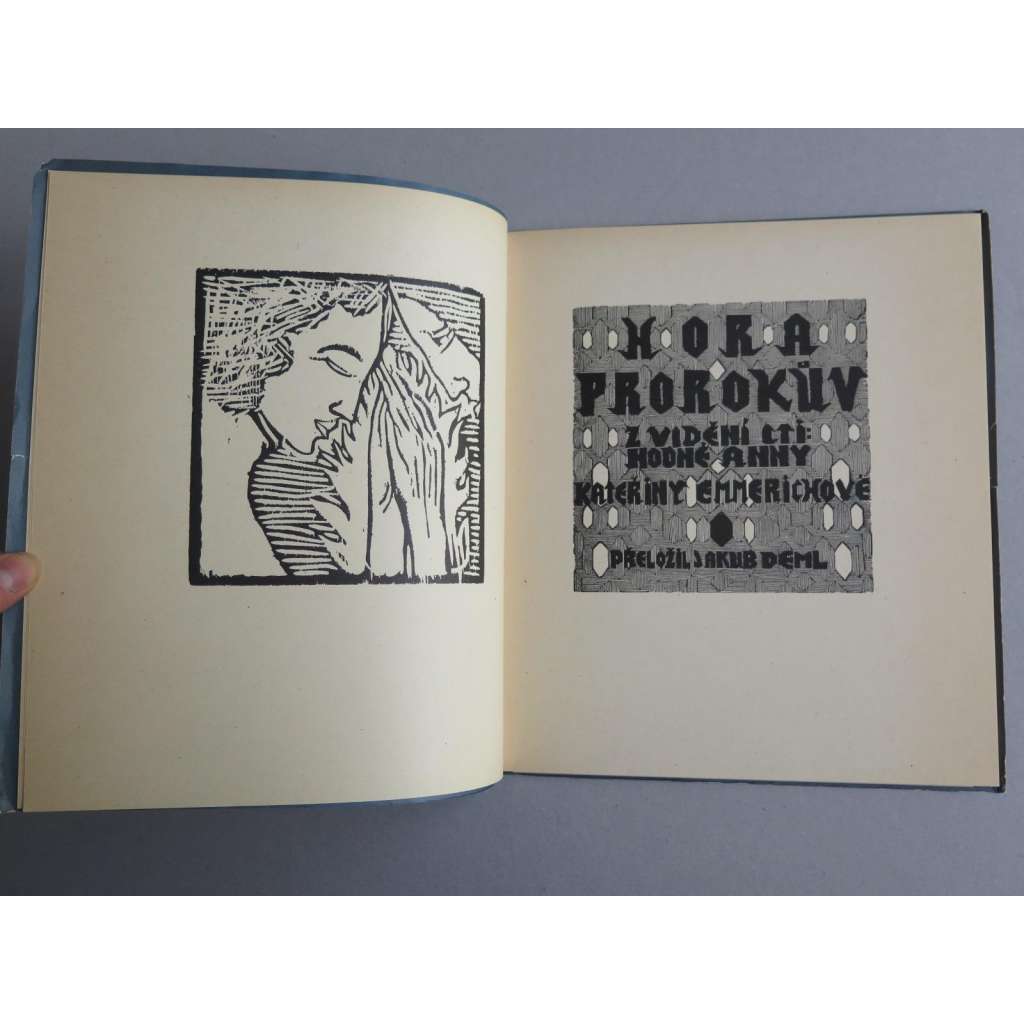 HORA
PROROKŮV
Z VIDĚNÍ CTI:
HODNÉ ANNY
KATEŘINY EMMERICHOVÉ
PŘELOŽIL JAKUB DEML